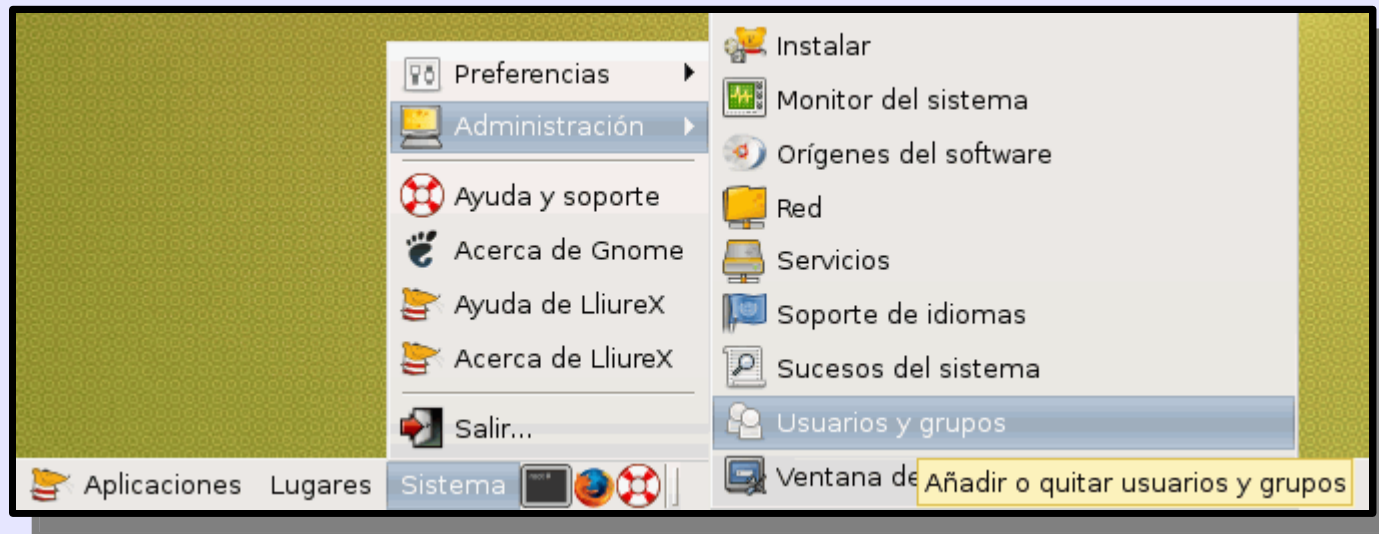 Preferencias
Administración
Ayuda y soporte
Acerca de Gnome
Ayuda de LliureX
Acerca de LliureX
Salir...
Aplicaciones Lugares Sistema
Instalar
Monitor del sistema
Orígenes del software
Red
Servicios
Soporte de idiomas
Sucesos del sistema
Usuarios y grupos
Ventana de
Añadir o quitar usuarios y grupos